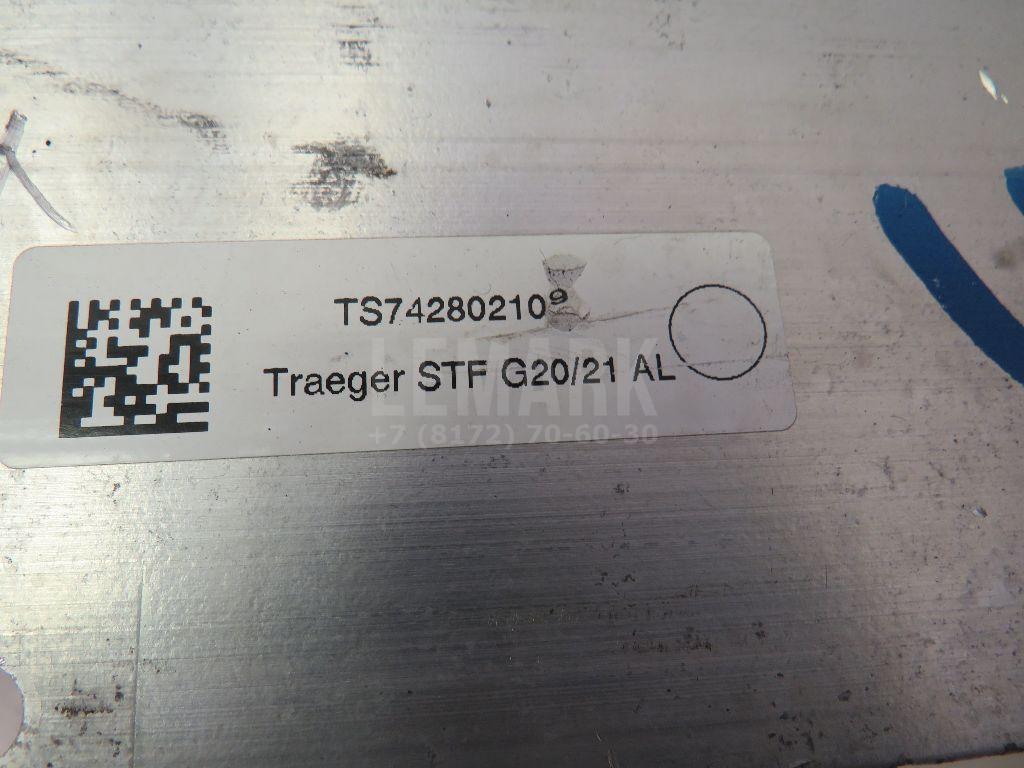 TS742802109
Traeger STF G20/21 AL
LEMARK
+7 (8172) 70-60-30